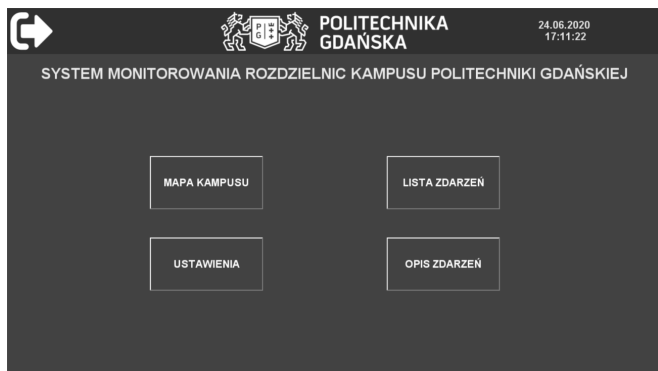 P G
POLITECHNIKA
GDAŃSKA
24.06.2020
17:11:22
SYSTEM MONITOROWANIA ROZDZIELNIC KAMPUSU POLITECHNIKI GDAŃSKIEJ
MAPA KAMPUSU
LISTA ZDARZEŃ
USTAWIENIA
OPIS ZDARZEŃ